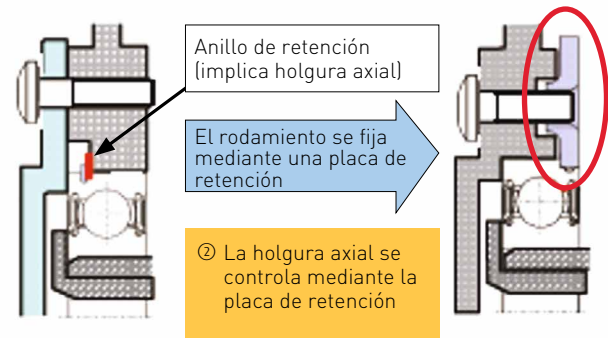 Anillo de retención
(implica holgura axial)
El rodamiento se fija
mediante una placa de
retención
② La holgura axial se
controla mediante la
placa de retención